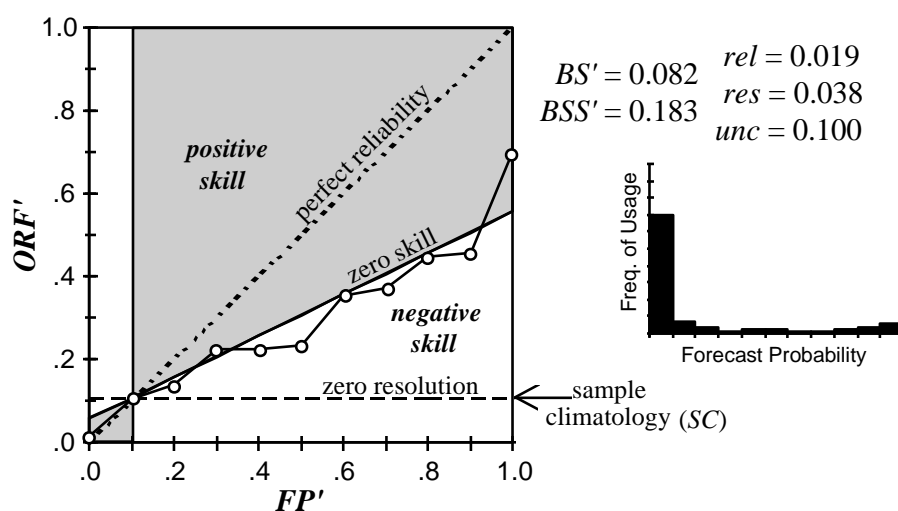 1.0
.8
.6
.4
.2
.0
ORF'
positive
skill
perfect reliability
zero skill
negative
skill
zero resolution
.0 .2 .4 .6 .8 1.0
FP'
BS' = 0.082
BSS' = 0.183
rel = 0.019
res = 0.038
unc = 0.100
Freq. of Usage
Forecast Probability
sample
climatology (SC)